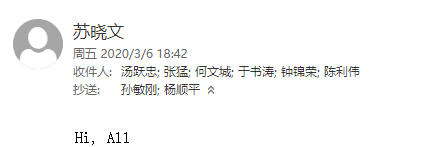 苏晓文
周五 2020/3/6 18:42
收件人: 汤跃忠; 张猛; 何文城; 于书涛; 钟锦荣; 陈利伟
抄送: 孙敏刚; 杨顺平
Hi, All